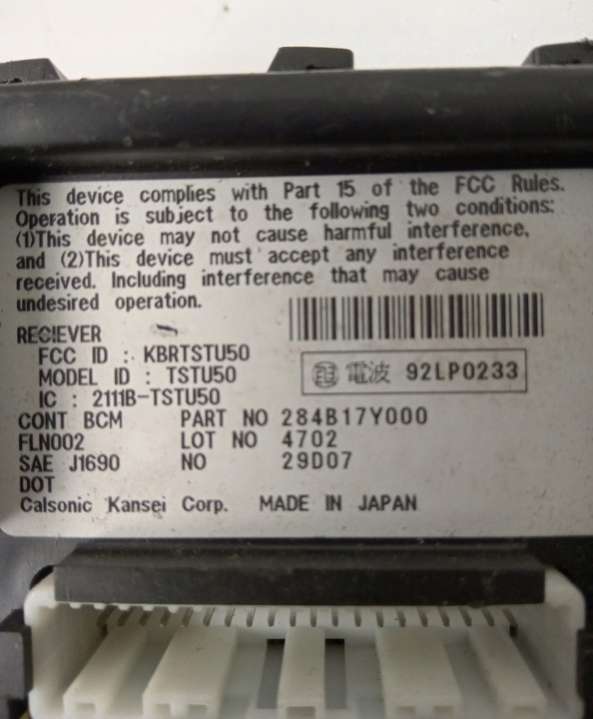 This device complies with Part 15 of the FCC Rules.
Operation is subject to the following two conditions:
(1)This device may not cause harmful interference,
and (2)This device must accept any interference
received. Including interference that may cause
undesired operation.
RECIEVER
FCC ID : KBRTSTU50
MODEL ID : TSTU50
電波 92LP0233
IC : 2111B-TSTU50
CONT BCM PART NO 284B17Y000
FLN002 LOT NO 4702
SAE J1690 NO 29D07
DOT
Calsonic Kansei Corp. MADE IN JAPAN